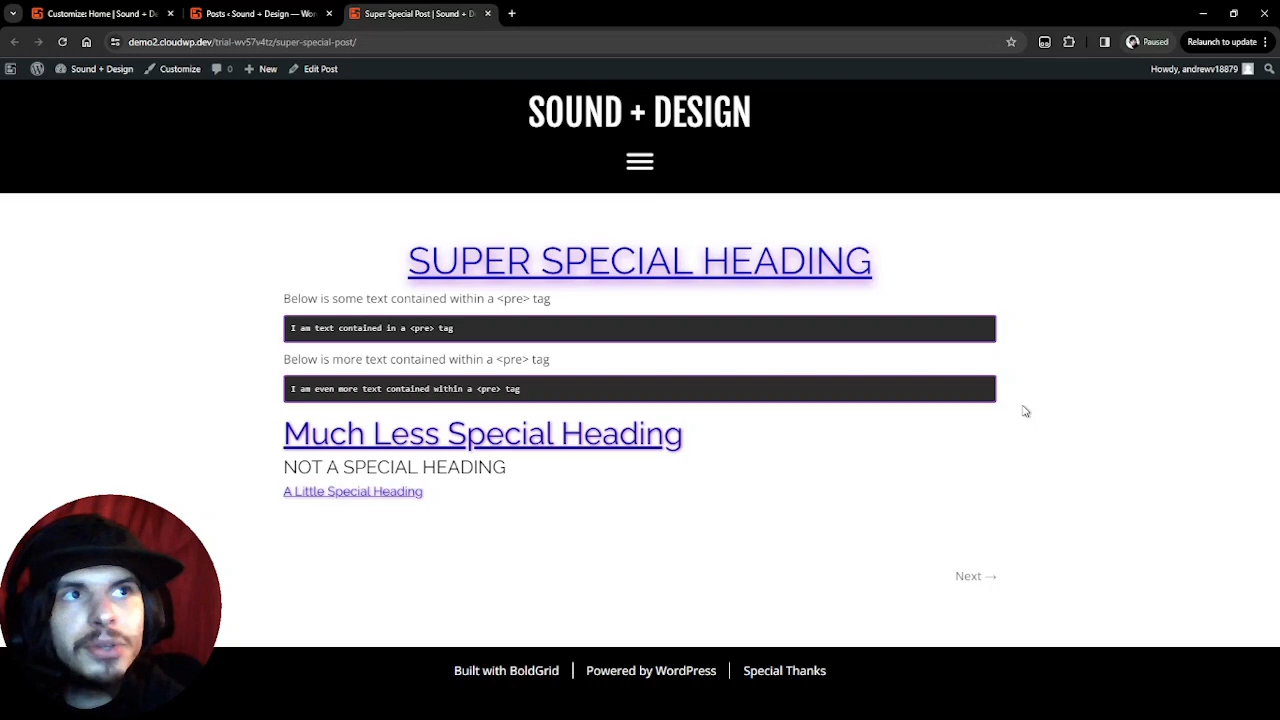 Customize: Home | Sound + De
Posts ‹ Sound + Design — Wor
Super Special Post | Sound + D
demo2.cloudwp.dev/trial-wv57v4tz/super-special-post/
Paused
Relaunch to update
Sound + Design
Customize
0
New
Edit Post
Howdy, andrewv18879
SOUND + DESIGN
SUPER SPECIAL HEADING
Below is some text contained within a <pre> tag
I am text contained in a <pre> tag
Below is more text contained within a <pre> tag
I am even more text contained within a <pre> tag
Much Less Special Heading
NOT A SPECIAL HEADING
A Little Special Heading
Next →
Built with BoldGrid
Powered by WordPress
Special Thanks